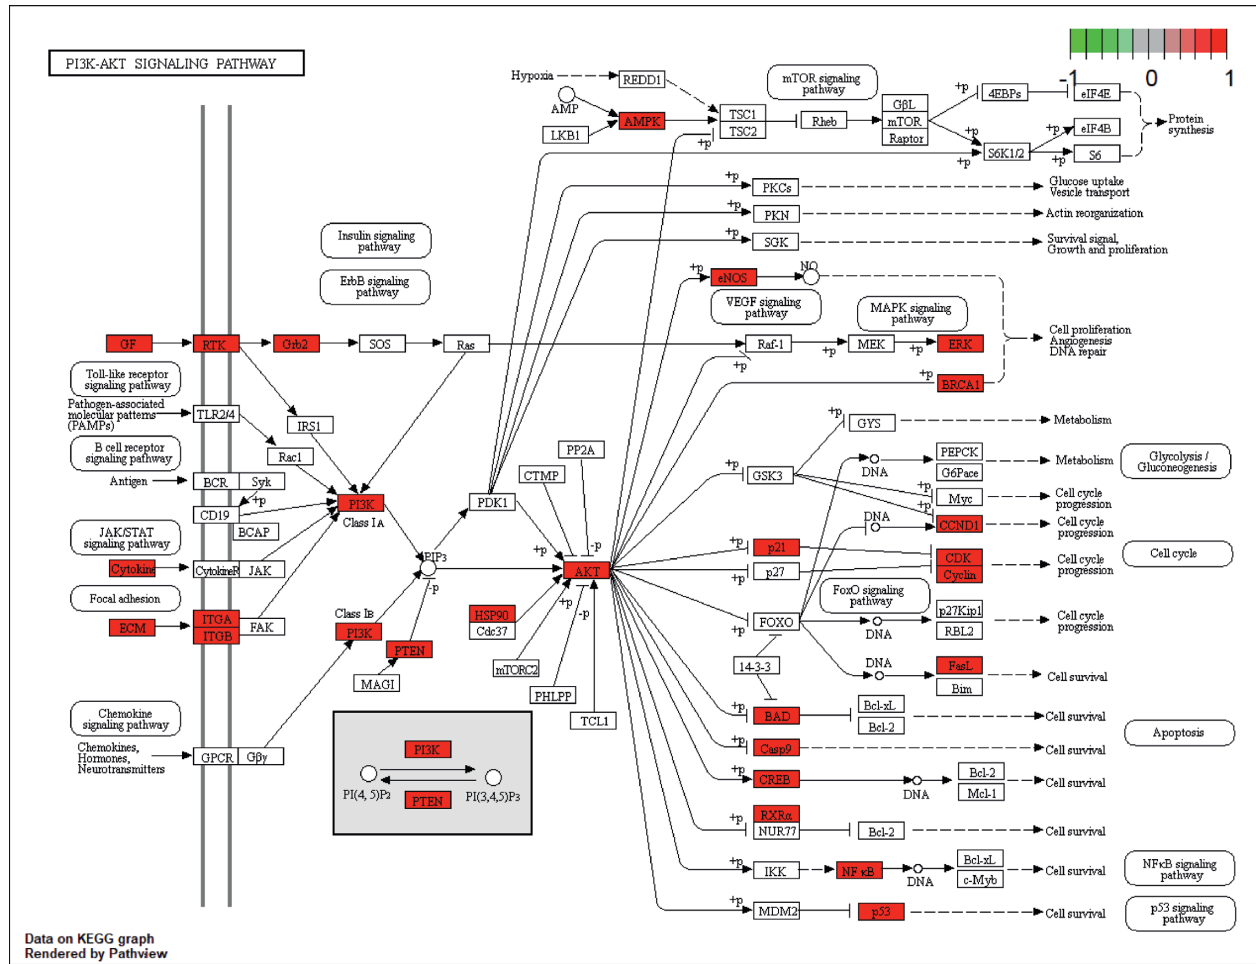 PI3K-AKT SIGNALING PATHWAY
-1
0
1
Hypoxia
REDD1
AMP
LKB1
AMPK
TSC1
TSC2
+p
mTOR signaling
pathway
Rheb
GβL
mTOR
Raptor
+p
4EBPs
eIF4E
+p
+p
S6K1/2
+p
eIF4B
+p
S6
Protein
synthesis
+p
PKCs
Glucose uptake
Vesicle transport
+p
PKN
Actin reorganization
+p
SGK
Survival signal,
Growth and proliferation
Insulin signaling
pathway
ErbB signaling
pathway
+p
eNOS
NO
VEGF signaling
pathway
MAPK signaling
pathway
GF
RTK
Grb2
SOS
Ras
Raf-1
+p
MEK
+p
ERK
+p
Cell proliferation
Angiogenesis
DNA repair
+p
BRCA1
Toll-like receptor
signaling pathway
Pathogen-associated
molecular patterns
(PAMPs)
TLR2/4
IRS1
Rac1
B cell receptor
signaling pathway
Antigen
BCR
Syk
+p
CD19
BCAP
PI3K
Class IA
JAK/STAT
signaling pathway
Cytokine
CytokineR
JAK
Focal adhesion
ECM
ITGA
ITGB
FAK
Chemokine
signaling pathway
Chemokines,
Hormones,
Neurotransmitters
GPCR
Gβγ
PIP3
-p
Class IB
PI3K
PTEN
MAGI
PI3K
PI(4, 5)P2
PI(3,4,5)P3
PTEN
PDK1
CTMP
PP2A
+p
-p
AKT
HSP90
Cdc37
+p
-p
mTORC2
PHLPP
TCL1
+p
GYS
Metabolism
+p
GSK3
DNA
PEPCK
G6Pace
Metabolism
Glycolysis /
Gluconeogenesis
+p
Myc
Cell cycle
progression
+p
DNA
CCND1
Cell cycle
progression
+p
p21
+p
p27
CDK
Cyclin
Cell cycle
progression
Cell cycle
FoxO signaling
pathway
+p
FOXO
DNA
p27Kip1
RBL2
Cell cycle
progression
14-3-3
DNA
FasL
Bim
Cell survival
+p
BAD
Bcl-xL
Bcl-2
Cell survival
Apoptosis
+p
Casp9
Cell survival
+p
CREB
DNA
Bcl-2
Mcl-1
Cell survival
+p
RXRα
NUR77
Bcl-2
Cell survival
+p
IKK
NFκB
DNA
Bcl-xL
c-Myb
Cell survival
NFκB signaling
pathway
+p
MDM2
p53
Cell survival
p53 signaling
pathway
Data on KEGG graph
Rendered by Pathview